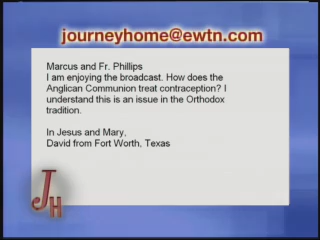 journeyhome@ewtn.com
Marcus and Fr. Phillips
I am enjoying the broadcast. How does the
Anglican Communion treat contraception? I
understand this is an issue in the Orthodox
tradition.
In Jesus and Mary,
David from Fort Worth, Texas
JH